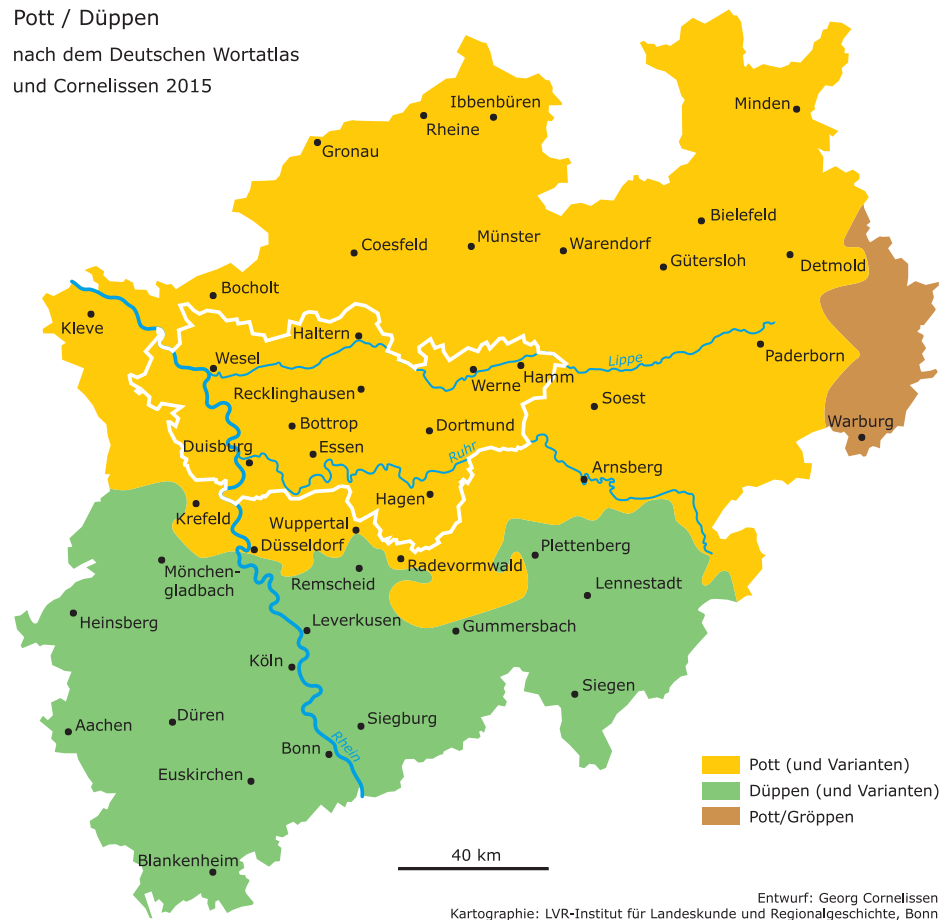 Pott / Düppen
nach dem Deutschen Wortatlas
und Cornelissen 2015
Ibbenbüren
Rheine
Minden
Gronau
Bielefeld
Münster
Coesfeld
Warendorf
Gütersloh
Detmold
Bocholt
Kleve
Haltern
Lippe
Paderborn
Wesel
Werne
Hamm
Recklinghausen
Soest
Bottrop
Dortmund
Warburg
Duisburg
Essen
Ruhr
Arnsberg
Hagen
Krefeld
Wuppertal
Düsseldorf
Plettenberg
Radevormwald
Mönchen-
gladbach
Remscheid
Lennestadt
Heinsberg
Leverkusen
Gummersbach
Köln
Siegen
Düren
Aachen
Siegburg
Bonn
Rhein
Euskirchen
Blankenheim
Pott (und Varianten)
Düppen (und Varianten)
Pott/Gröppen
40 km
Entwurf: Georg Cornelissen
Kartographie: LVR-Institut für Landeskunde und Regionalgeschichte, Bonn